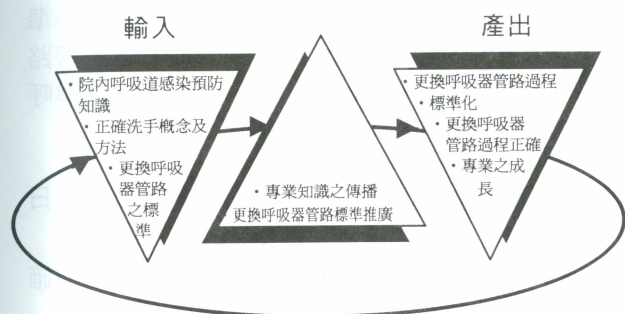 輸入
・院內呼吸道感染預防
知識
・正確洗手概念及
方法
・更換呼吸
器管路
之標
準
・專業知識之傳播
更換呼吸器管路標準推廣
產出
・更換呼吸器管路過程
・標準化
・更換呼吸器
管路過程正確
・專業之成
長